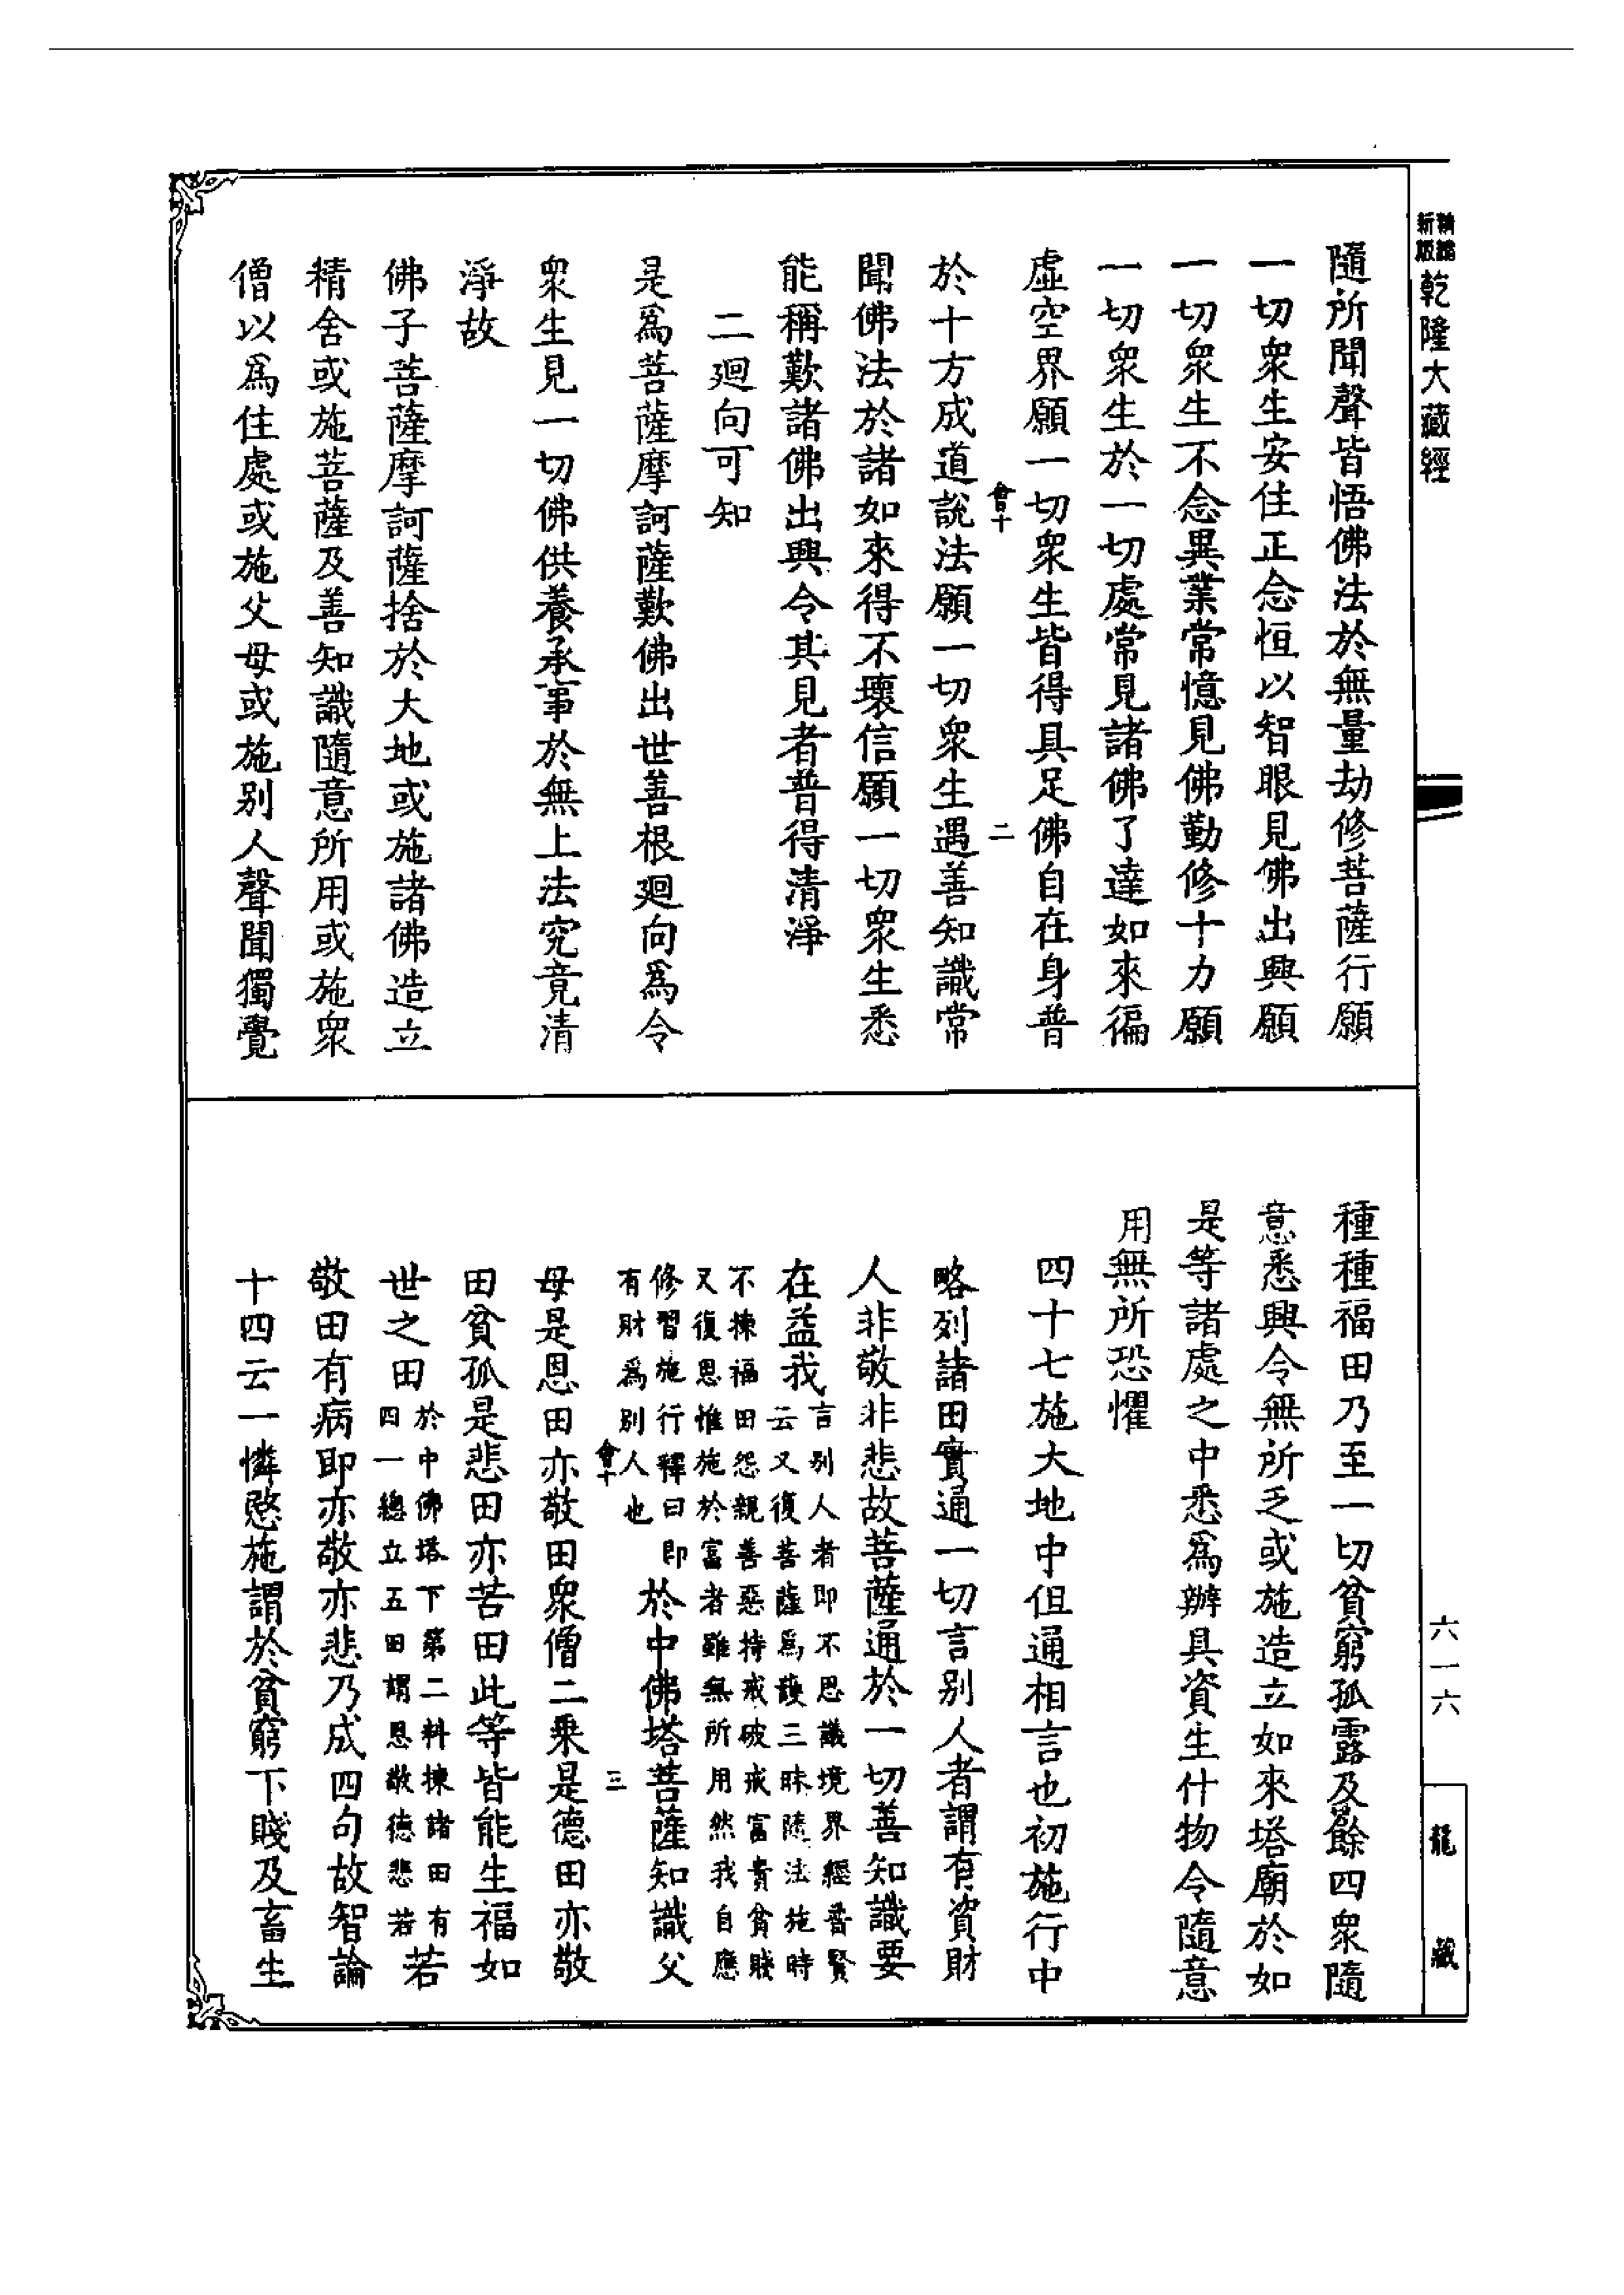 新版精縮乾隆大藏經
隨所聞聲皆悟佛法於無量劫修菩薩行願
一切眾生安住正念恒以智眼見佛出興願
一切眾生不念異業常憶見佛勤修十力願
一切眾生於一切處常見諸佛了達如來徧
虛空界願一切眾生皆得具足佛自在身普
會十 二
於十方成道說法願一切眾生遇善知識常
聞佛法於諸如來得不壞信願一切眾生悉
能稱歎諸佛出興令其見者普得清淨
二迴向可知
是為菩薩摩訶薩歎佛出世善根迴向為令
眾生見一切佛供養承事於無上法究竟清
淨故
佛子菩薩摩訶薩捨於大地或施諸佛造立
精舍或施菩薩及善知識隨意所用或施眾
僧以為住處或施父母或施別人聲聞獨覺
種種福田乃至一切貧窮孤露及餘四眾隨
意悉與令無所乏或施造立如來塔廟於如
是等諸處之中悉為辦具資生什物令隨意
用無所恐懼
四十七施大地中但通相言也初施行中
略列諸田實通一切言別人者謂有資財
人非敬非悲故菩薩通於一切善知識要
在益我言別人者即不思議境界經普賢
云又復菩薩為護三昧隨法施時
不揀福田怨親善惡持戒破戒富貴貧賤
又復思惟施於富者雖無所用然我自應
修習施行釋曰即
有財為別人也於中佛塔菩薩知識父
會十 三
母是恩田亦敬田眾僧二乘是德田亦敬
田貧孤是悲田亦苦田此等皆能生福如
世之田於中佛塔下第二料揀諸田有
四一總立五田謂恩敬德悲若若
敬田有病即亦敬亦悲乃成四句故智論
十四云一憐愍施謂於貧窮下賤及畜生
六一六
龍藏